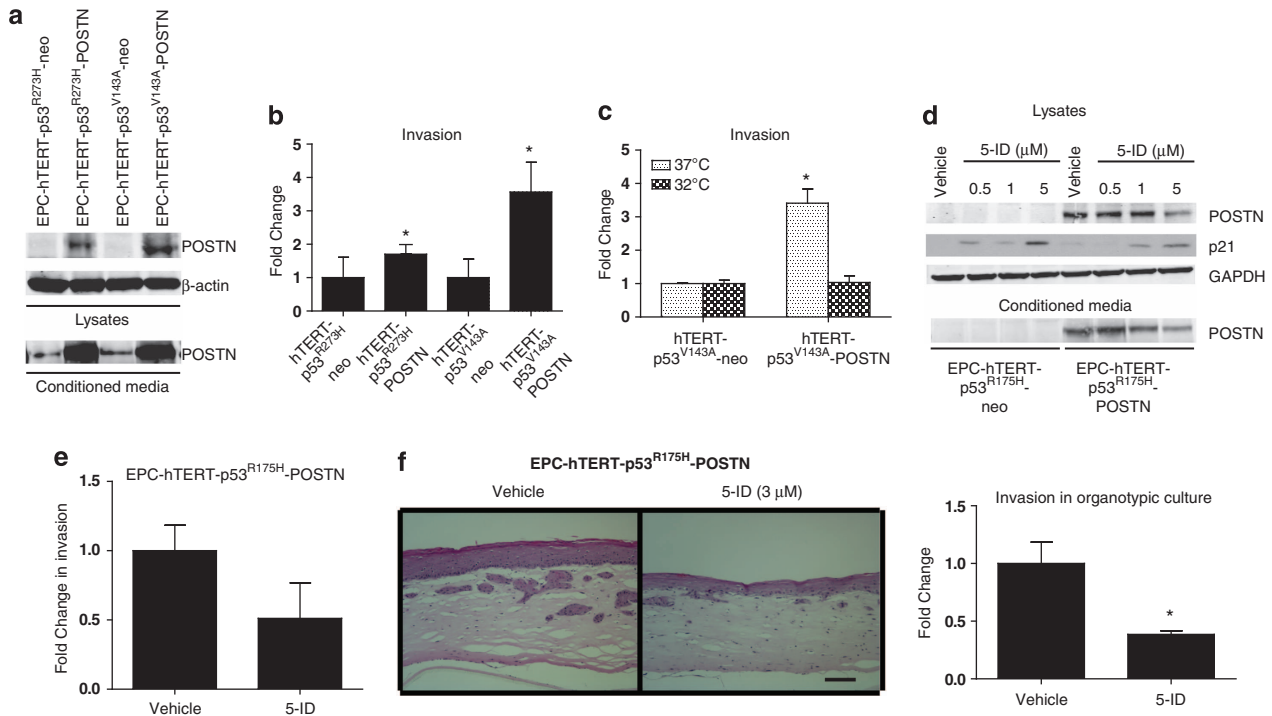 a
EPC-hTERT-p53R273H-neo
EPC-hTERT-p53R273H-POSTN
EPC-hTERT-p53V143A-neo
EPC-hTERT-p53V143A-POSTN
POSTN
β-actin
Lysates
POSTN
Conditioned media
b
Invasion
Fold Change
5
4
3
2
1
0
*
*
hTERT-
p53R273H
neo
hTERT-
p53R273H
POSTN
hTERT-
p53V143A
neo
hTERT-
p53V143A
POSTN
c
Invasion
Fold Change
5
4
3
2
1
0
37°C
32°C
*
hTERT-
p53V143A-neo
hTERT-
p53V143A-POSTN
d
Lysates
Vehicle
5-ID (μM)
0.5 1 5
Vehicle
5-ID (μM)
0.5 1 5
POSTN
p21
GAPDH
Conditioned media
POSTN
EPC-hTERT-
p53R175H-
neo
EPC-hTERT-
p53R175H-
POSTN
e
EPC-hTERT-p53R175H-POSTN
Fold Change in invasion
1.5
1.0
0.5
0.0
Vehicle
5-ID
f
EPC-hTERT-p53R175H-POSTN
Vehicle
5-ID (3 μM)
Invasion in organotypic culture
Fold Change
1.5
1.0
0.5
0.0
*
Vehicle
5-ID